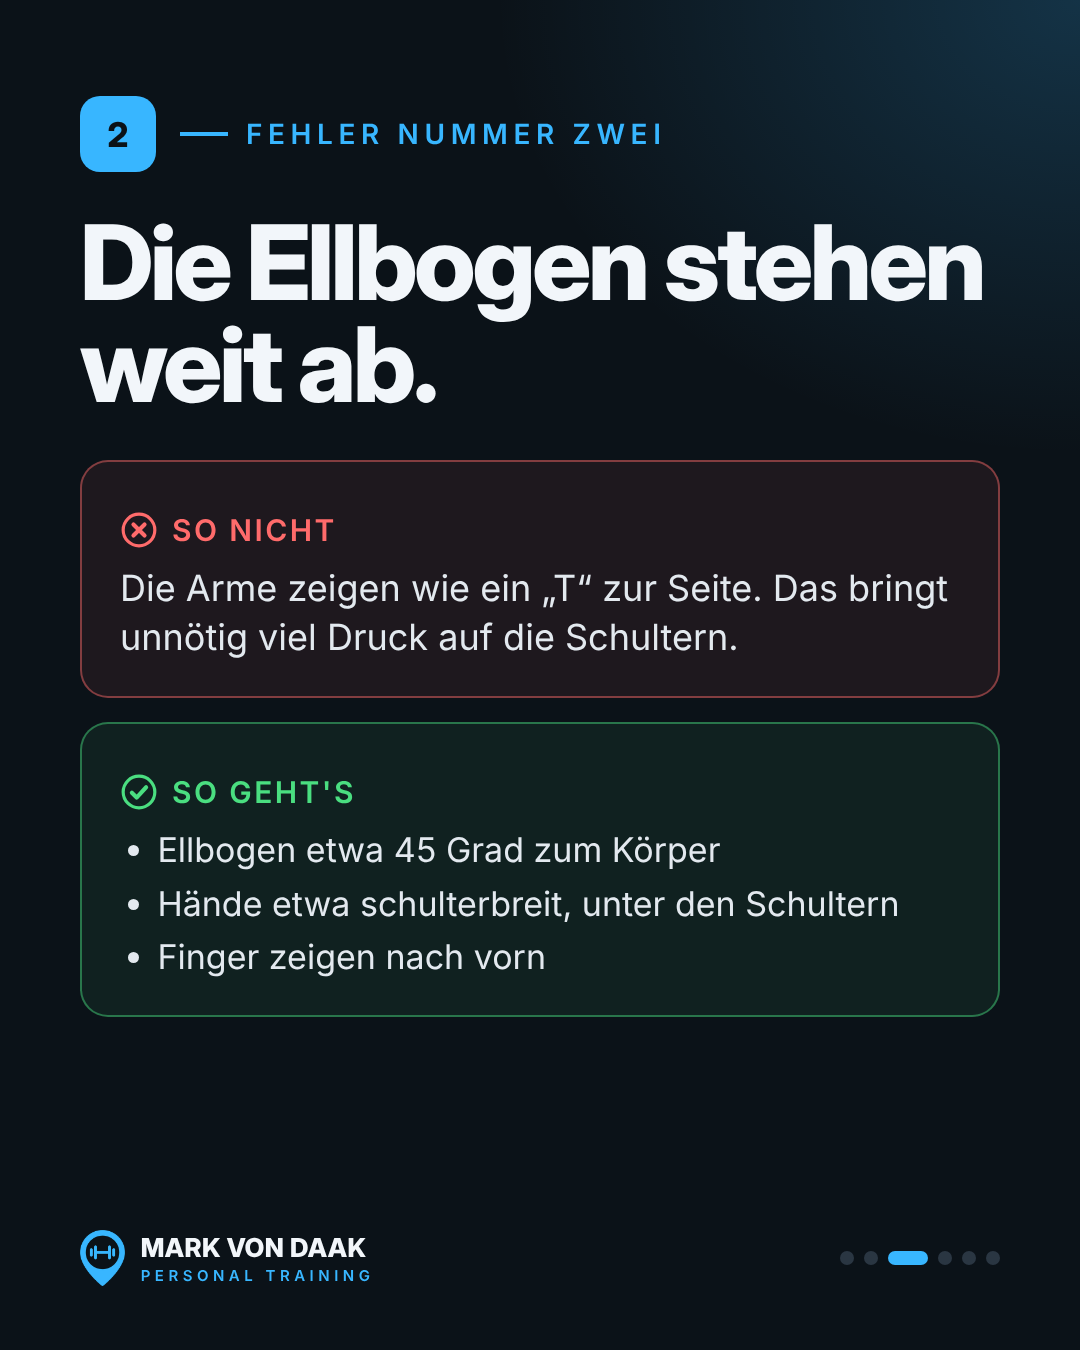 2
FEHLER NUMMER ZWEI
Die Ellbogen stehen
weit ab.
SO NICHT
Die Arme zeigen wie ein „T“ zur Seite. Das bringt
unnötig viel Druck auf die Schultern.
SO GEHT'S
• Ellbogen etwa 45 Grad zum Körper
• Hände etwa schulterbreit, unter den Schultern
• Finger zeigen nach vorn
MARK VON DAAK
PERSONAL TRAINING